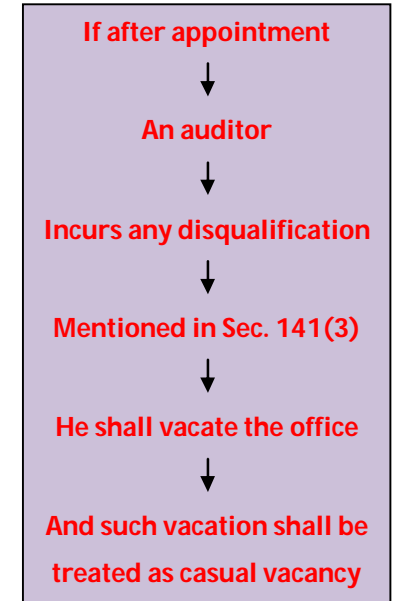 If after appointment
An auditor
Incurs any disqualification
Mentioned in Sec. 141(3)
He shall vacate the office
And such vacation shall be
treated as casual vacancy